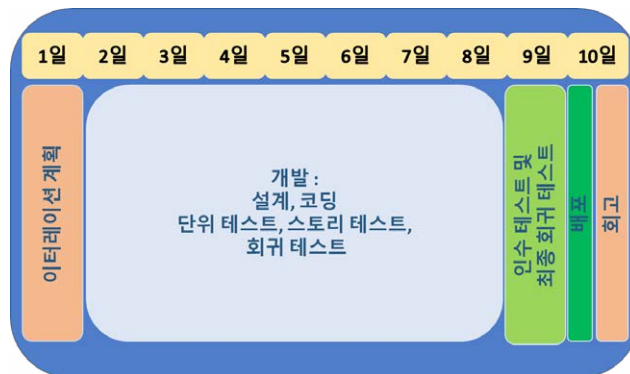 1일 2일 3일 4일 5일 6일 7일 8일 9일 10일
이터레이션 계획
개발 :
설계, 코딩
단위 테스트, 스토리 테스트,
회귀 테스트
인수 테스트 및
최종 회귀 테스트
배포
회고